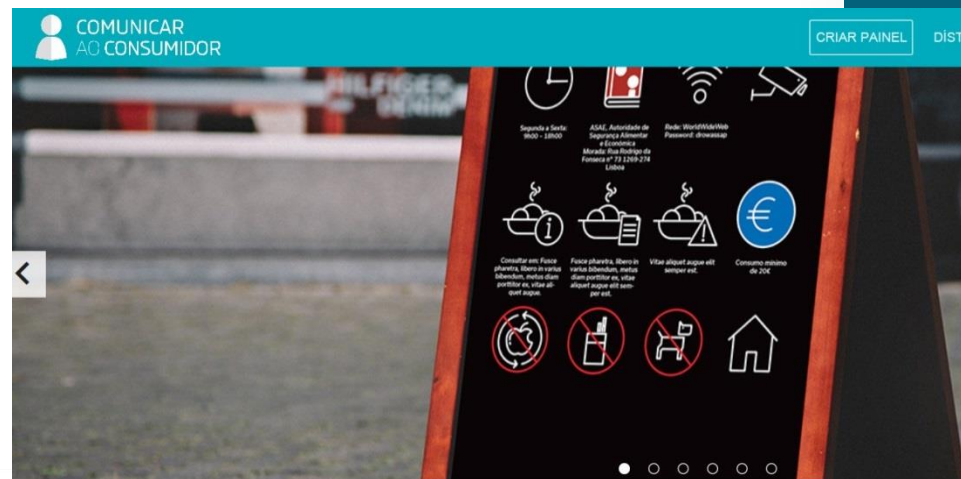 COMUNICAR
AO CONSUMIDOR
CRIAR PAINEL
DÍST
HILFIGER
DENIM
Segunda a Sexta:
9h00 - 18h00
ASAE, Autoridade de
Segurança Alimentar
e Económica
Morada: Rua Rodrigo da
Fonseca nº 73 1269-274
Lisboa
Rede: WorldWideWeb
Password: drowassap
i
€
Consultar em: Fusce
pharetra, libero in varius
bibendum, metus diam
porttitor ex, vitae ali-
quet augue.
Fusce pharetra, libero in
varius bibendum, metus
diam porttitor ex, vitae
aliquet augue elit sem-
per est.
Vitae aliquet augue elit
semper est.
Consumo mínimo
de 20€